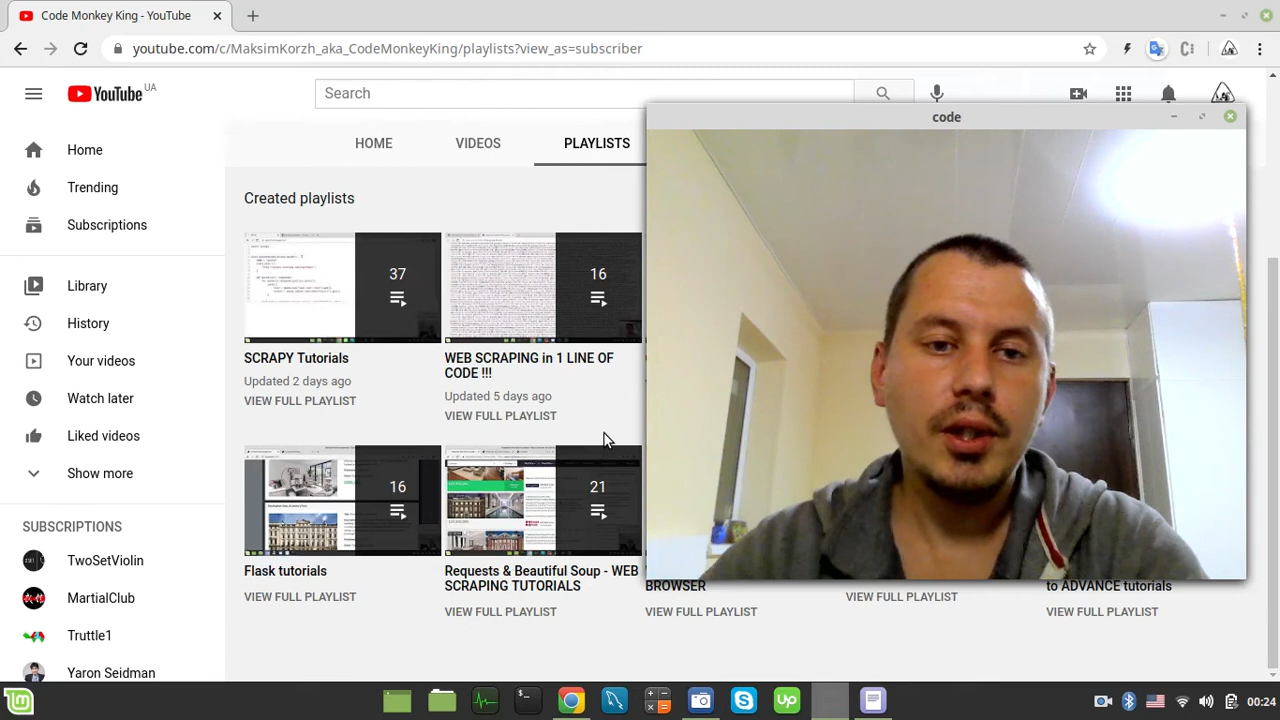 Code Monkey King - YouTube
youtube.com/c/MaksimKorzh_aka_CodeMonkeyKing/playlists?view_as=subscriber
YouTube UA
Search
code
HOME
VIDEOS
PLAYLISTS
Home
Trending
Subscriptions
Library
History
Your videos
Watch later
Liked videos
Show more
SUBSCRIPTIONS
TwoSetViolin
MartialClub
Truttle1
Yaron Seidman
Created playlists
37
SCRAPY Tutorials
Updated 2 days ago
VIEW FULL PLAYLIST
16
WEB SCRAPING in 1 LINE OF
CODE !!!
Updated 5 days ago
VIEW FULL PLAYLIST
16
Flask tutorials
VIEW FULL PLAYLIST
21
Requests & Beautiful Soup - WEB
SCRAPING TUTORIALS
VIEW FULL PLAYLIST
BROWSER
VIEW FULL PLAYLIST
VIEW FULL PLAYLIST
to ADVANCE tutorials
VIEW FULL PLAYLIST
Up
00:24